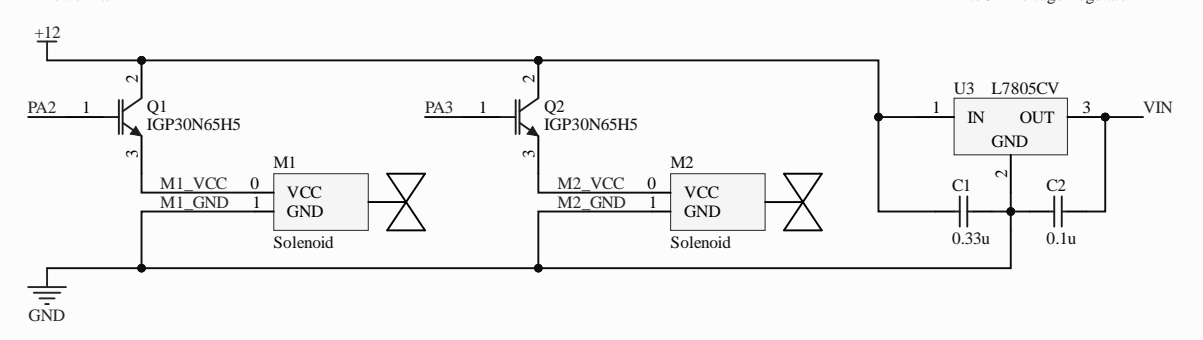 +12
PA2 1
2
Q1
IGP30N65H5
3
M1
M1_VCC 0 VCC
M1_GND 1 GND
Solenoid
PA3 1
2
Q2
IGP30N65H5
3
M2
M2_VCC 0 VCC
M2_GND 1 GND
Solenoid
U3 L7805CV
1 IN OUT 3 VIN
GND
2
C1 C2
0.33u 0.1u
GND